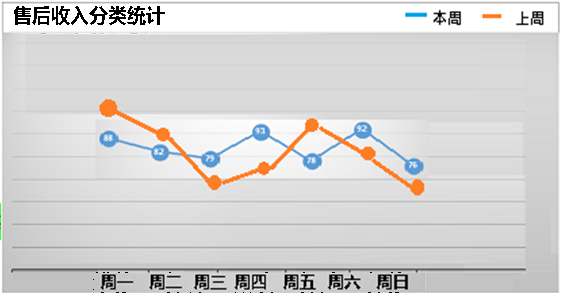 售后收入分类统计
本周 上周
88 82 79 93 78 92 76
周一 周二 周三 周四 周五 周六 周日